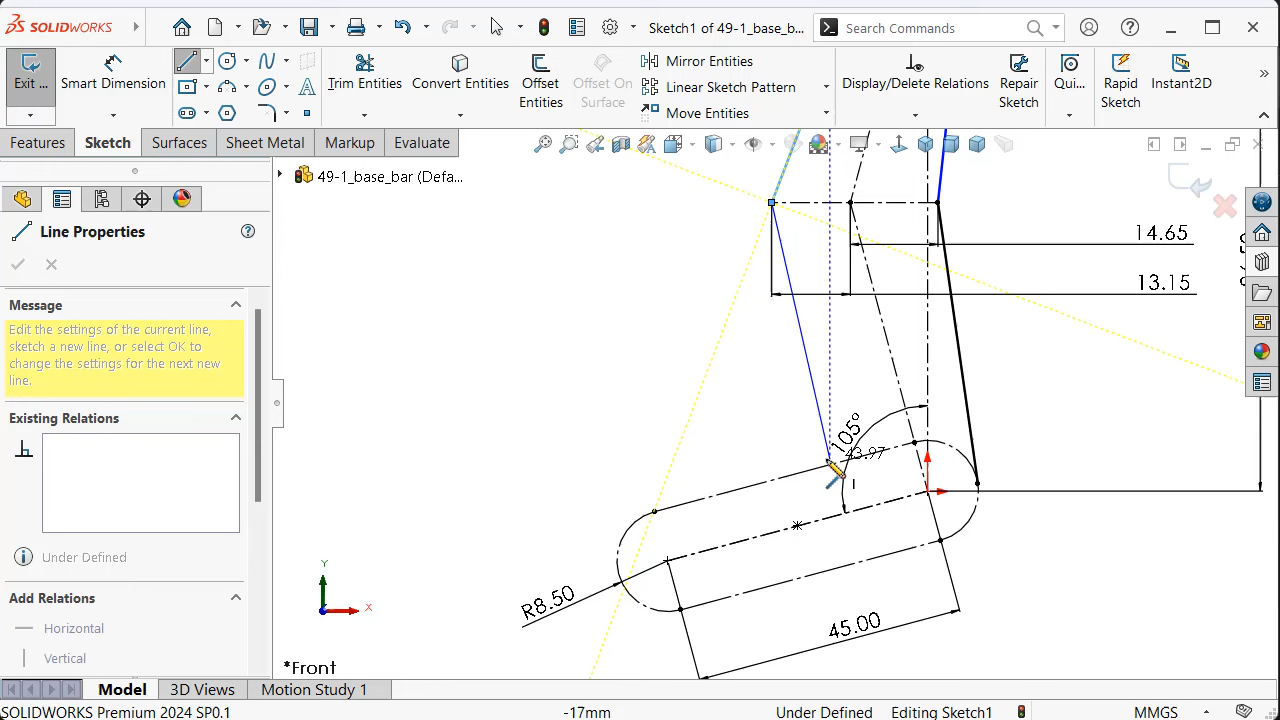 SOLIDWORKS
Sketch1 of 49-1_base_b...
Search Commands
Exit ...
Smart Dimension
Trim Entities
Convert Entities
Offset Entities
Offset On Surface
Mirror Entities
Linear Sketch Pattern
Move Entities
Display/Delete Relations
Repair Sketch
Qui...
Rapid Sketch
Instant2D
Features
Sketch
Surfaces
Sheet Metal
Markup
Evaluate
49-1_base_bar (Defa...
Line Properties
Message
Edit the settings of the current line,
sketch a new line, or select OK to
change the settings for the next new
line.
Existing Relations
Under Defined
Add Relations
Horizontal
Vertical
14.65
13.15
105°
43.97
R8.50
45.00
Y
X
*Front
Model
3D Views
Motion Study 1
SOLIDWORKS Premium 2024 SP0.1
-17mm
Under Defined
Editing Sketch1
MMGS